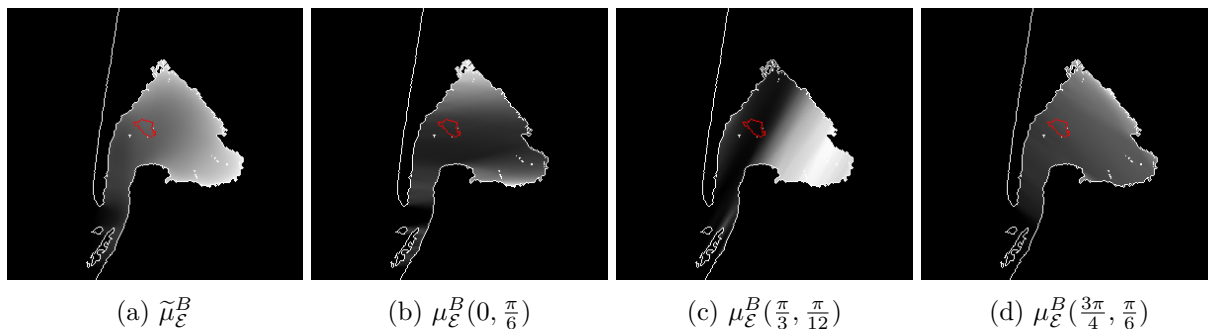 (a) $\widetilde{\mu}_{\mathcal{E}}^{B}$
(b) $\mu_{\mathcal{E}}^{B}(0, \frac{\pi}{6})$
(c) $\mu_{\mathcal{E}}^{B}(\frac{\pi}{3}, \frac{\pi}{12})$
(d) $\mu_{\mathcal{E}}^{B}(\frac{3\pi}{4}, \frac{\pi}{6})$